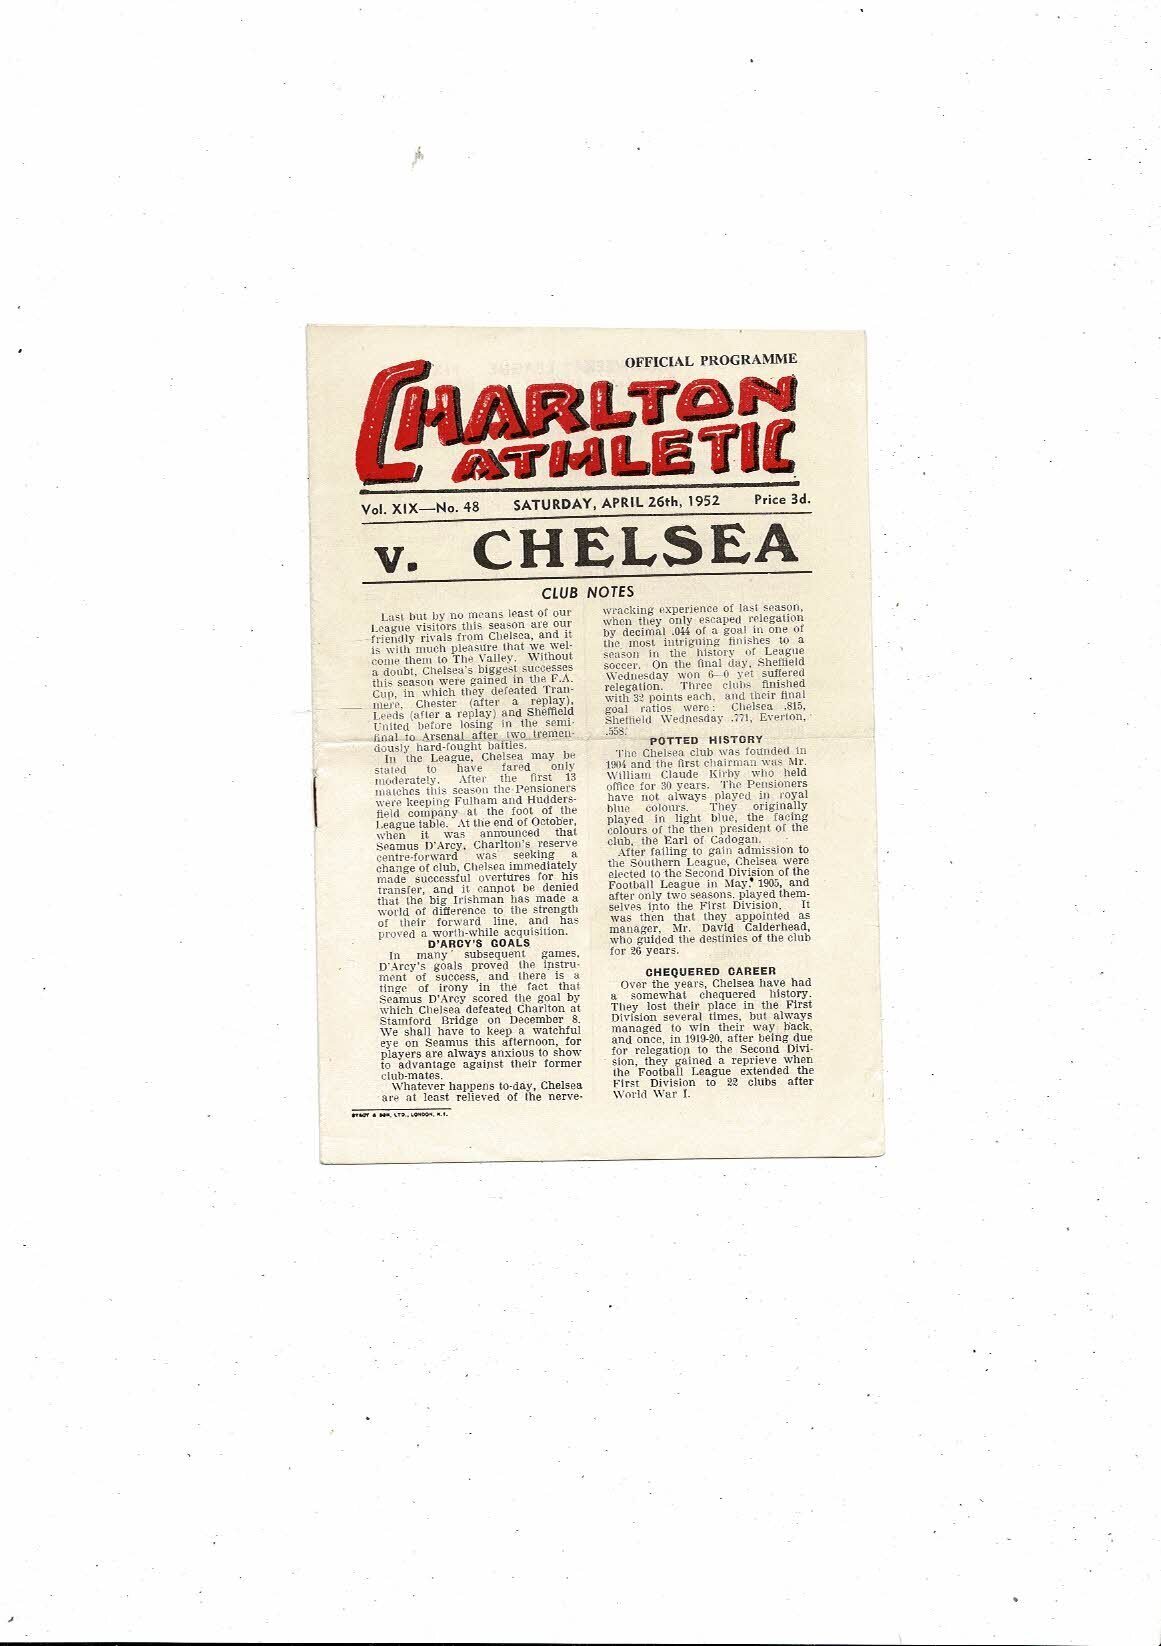 OFFICIAL PROGRAMME
CHARLTON
ATHLETIC
Vol. XIX—No. 48 SATURDAY, APRIL 26th, 1952 Price 3d.
v. CHELSEA
CLUB NOTES
Last but by no means least of our
League visitors this season are our
friendly rivals from Chelsea, and it
is with much pleasure that we wel-
come them to The Valley. Without
a doubt, Chelsea's biggest successes
this season were gained in the F.A.
Cup, in which they defeated Tran-
mere, Chester (after a replay),
Leeds (after a replay) and Sheffield
United before losing in the semi-
final to Arsenal after two tremen-
dously hard-fought battles.
In the League, Chelsea may be
stated to have fared only
moderately. After the first 13
matches this season the Pensioners
were keeping Fulham and Hudders-
field company at the foot of the
League table. At the end of October,
when it was announced that
Seamus D'Arcy, Charlton's reserve
centre-forward was seeking a
change of club, Chelsea immediately
made successful overtures for his
transfer, and it cannot be denied
that the big Irishman has made a
world of difference to the strength
of their forward line, and has
proved a worth-while acquisition.
D'ARCY'S GOALS
In many subsequent games,
D'Arcy's goals proved the instru-
ment of success, and there is a
tinge of irony in the fact that
Seamus D'Arcy scored the goal by
which Chelsea defeated Charlton at
Stamford Bridge on December 8.
We shall have to keep a watchful
eye on Seamus this afternoon, for
players are always anxious to show
to advantage against their former
club-mates.
Whatever happens to-day, Chelsea
are at least relieved of the nerve-
wracking experience of last season,
when they only escaped relegation
by decimal .044 of a goal in one of
the most intriguing finishes to a
season in the history of League
soccer. On the final day, Sheffield
Wednesday won 6—0 yet suffered
relegation. Three clubs finished
with 32 points each, and their final
goal ratios were: Chelsea .815,
Sheffield Wednesday .771, Everton,
.558.
POTTED HISTORY
The Chelsea club was founded in
1904 and the first chairman was Mr.
William Claude Kirby who held
office for 30 years. The Pensioners
have not always played in royal
blue colours. They originally
played in light blue, the facing
colours of the then president of the
club, the Earl of Cadogan.
After failing to gain admission to
the Southern League, Chelsea were
elected to the Second Division of the
Football League in May, 1905, and
after only two seasons, played them-
selves into the First Division. It
was then that they appointed as
manager, Mr. David Calderhead,
who guided the destinies of the club
for 26 years.
CHEQUERED CAREER
Over the years, Chelsea have had
a somewhat chequered history.
They lost their place in the First
Division several times, but always
managed to win their way back,
and once, in 1919-20, after being due
for relegation to the Second Divi-
sion, they gained a reprieve when
the Football League extended the
First Division to 22 clubs after
World War I.
& SON, LTD., LONDON, N.1.